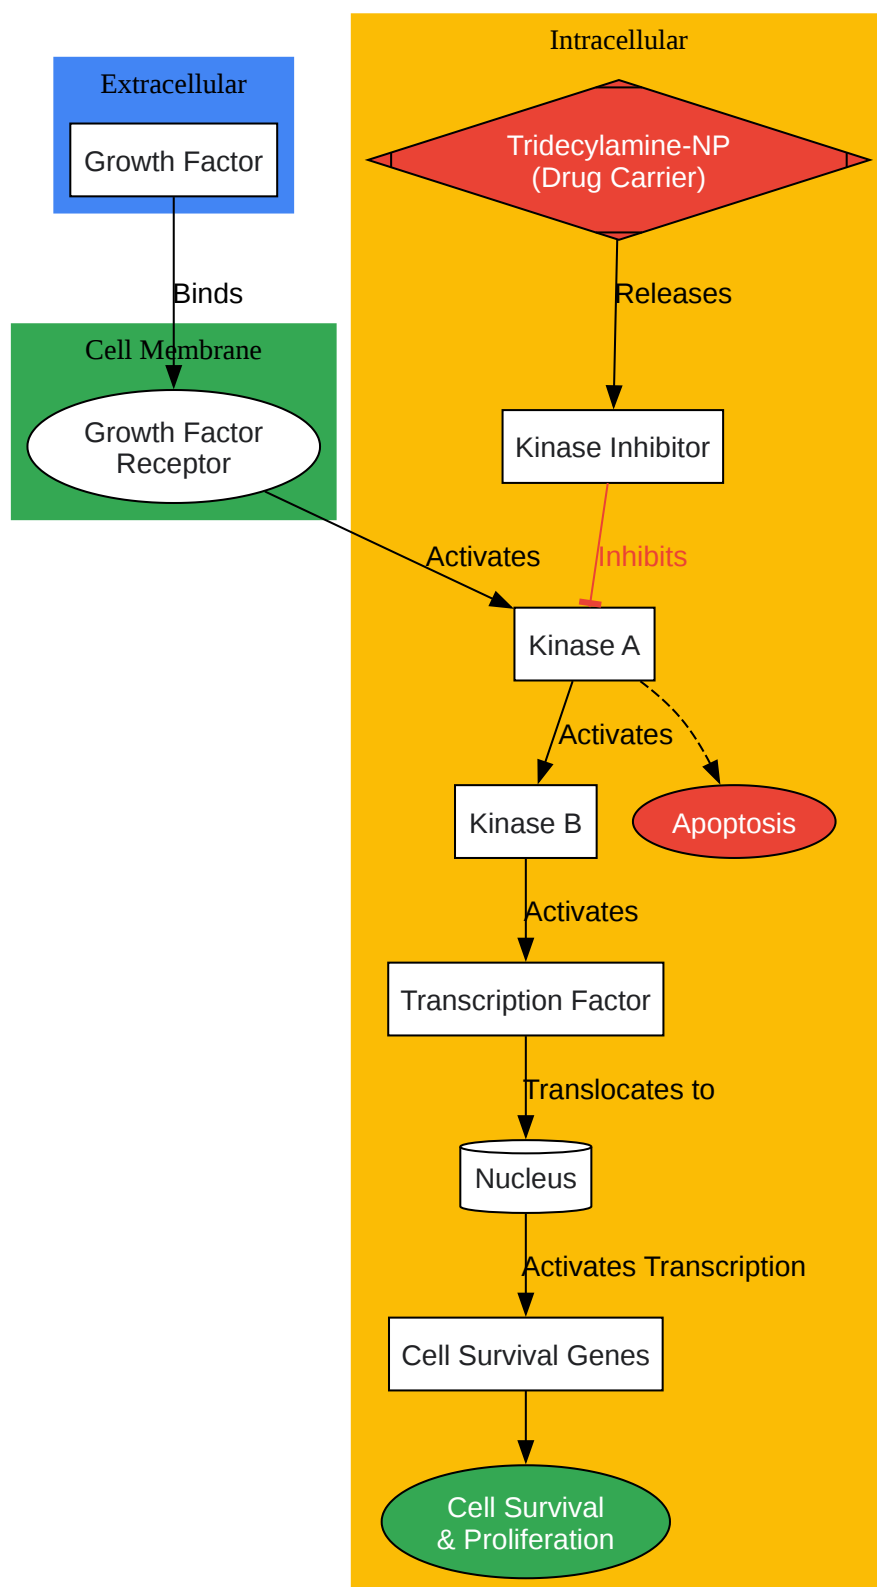 Intracellular
Extracellular
Growth Factor
Tridecylamine-NP
(Drug Carrier)
Binds
Releases
Cell Membrane
Growth Factor
Receptor
Kinase Inhibitor
Activates
Inhibits
Kinase A
Activates
Kinase B
Apoptosis
Activates
Transcription Factor
Translocates to
Nucleus
Activates Transcription
Cell Survival Genes
Cell Survival
& Proliferation